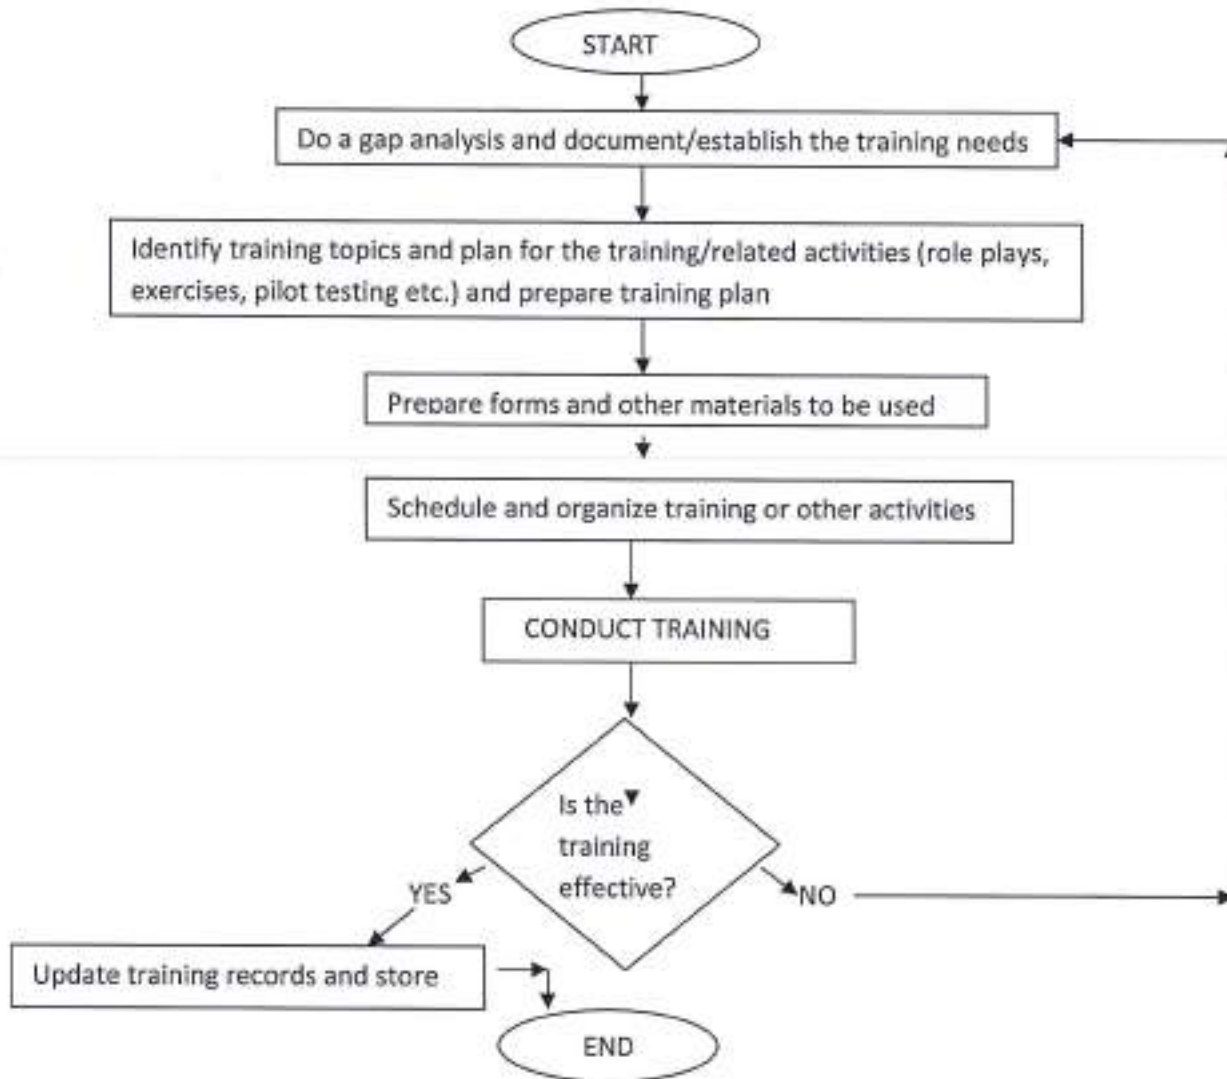 START
Do a gap analysis and document/establish the training needs
Identify training topics and plan for the training/related activities (role plays,
exercises, pilot testing etc.) and prepare training plan
Prepare forms and other materials to be used
Schedule and organize training or other activities
CONDUCT TRAINING
Is the
training
effective?
YES
NO
Update training records and store
END